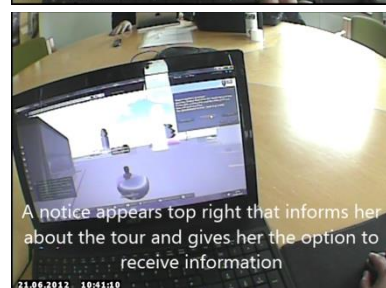 A notice appears top right that informs her
about the tour and gives her the option to
receive information
21.06.2012 10:41:10